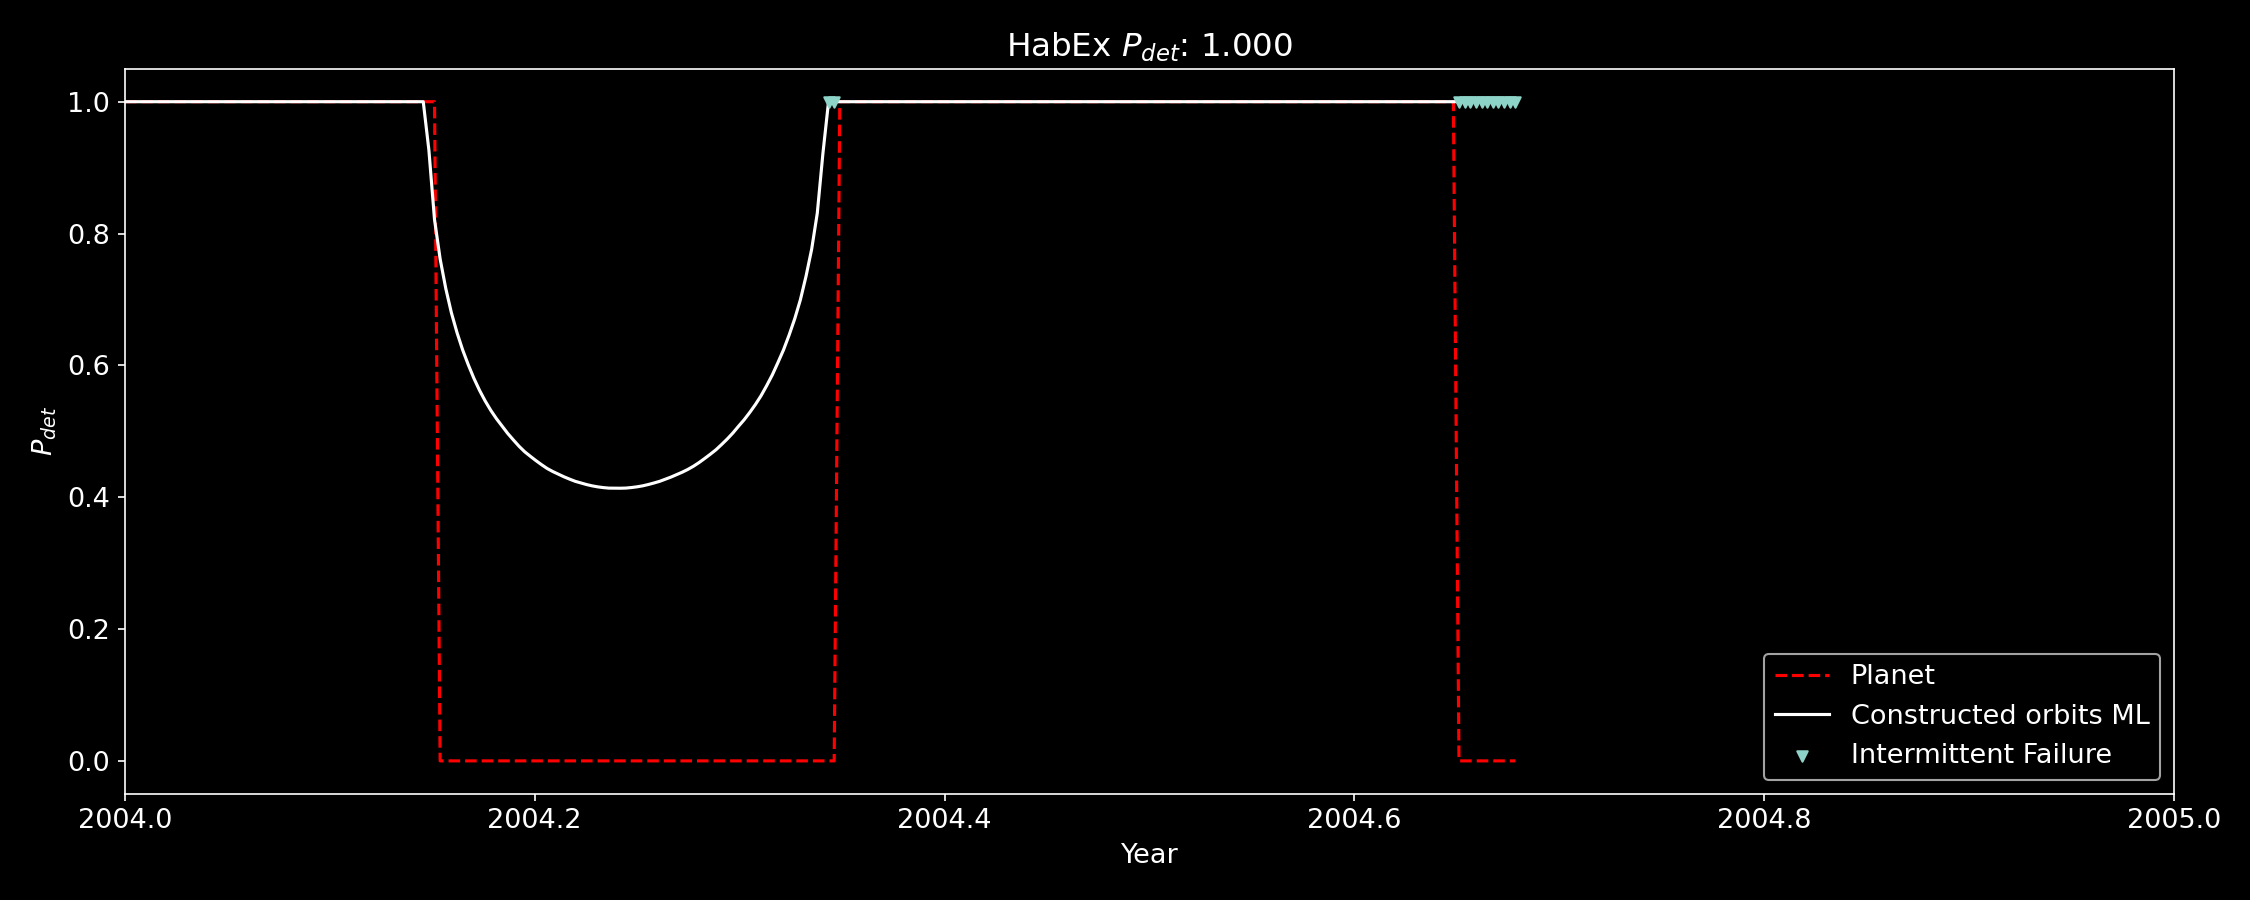 HabEx P_det: 1.000
1.0
0.8
0.6
0.4
0.2
0.0
P_det
2004.0 2004.2 2004.4 2004.6 2004.8 2005.0
Year
Planet
Constructed orbits ML
Intermittent Failure